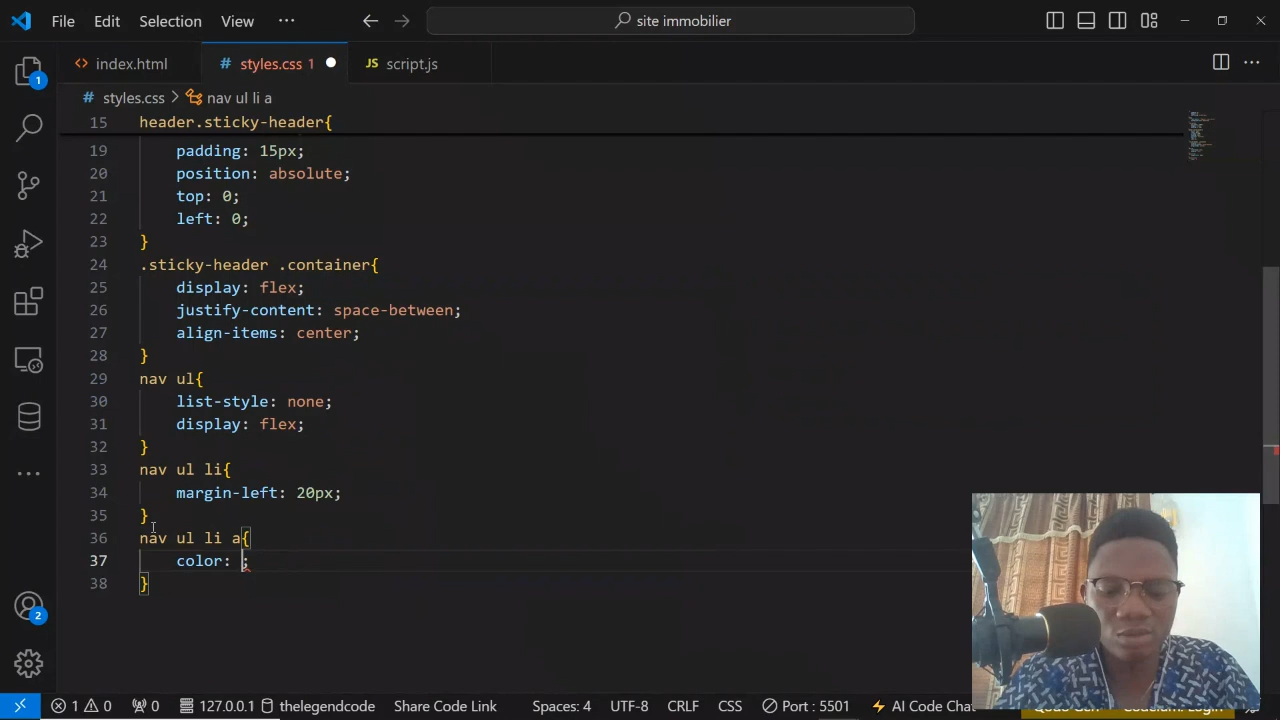 File Edit Selection View ··· site immobilier
index.html # styles.css 1 JS script.js
# styles.css > nav ul li a
15 header.sticky-header{
19 padding: 15px;
20 position: absolute;
21 top: 0;
22 left: 0;
23 }
24 .sticky-header .container{
25 display: flex;
26 justify-content: space-between;
27 align-items: center;
28 }
29 nav ul{
30 list-style: none;
31 display: flex;
32 }
33 nav ul li{
34 margin-left: 20px;
35 }
36 nav ul li a{
37 color: ;
38 }
1
2
1 0 0 127.0.0.1 thelegendcode Share Code Link Spaces: 4 UTF-8 CRLF CSS Port : 5501 AI Code Chat